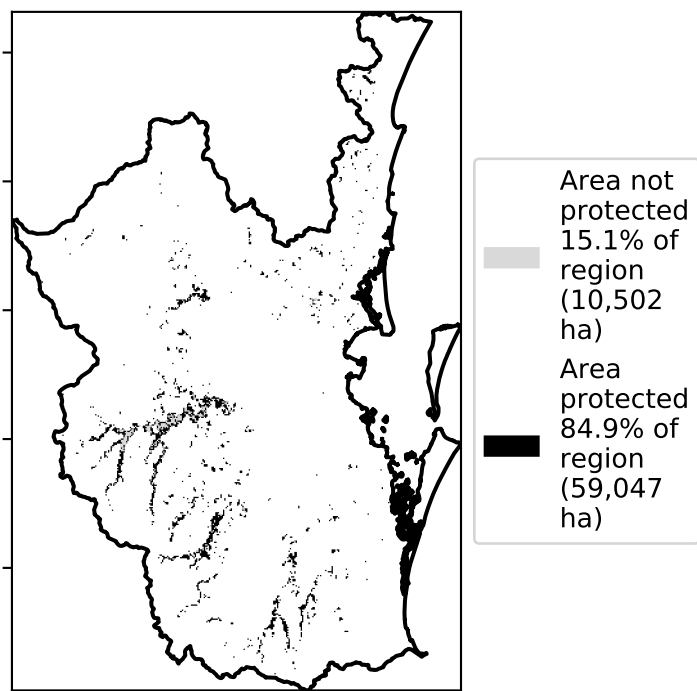 Area not
protected
15.1% of
region
(10,502
ha)
Area
protected
84.9% of
region
(59,047
ha)